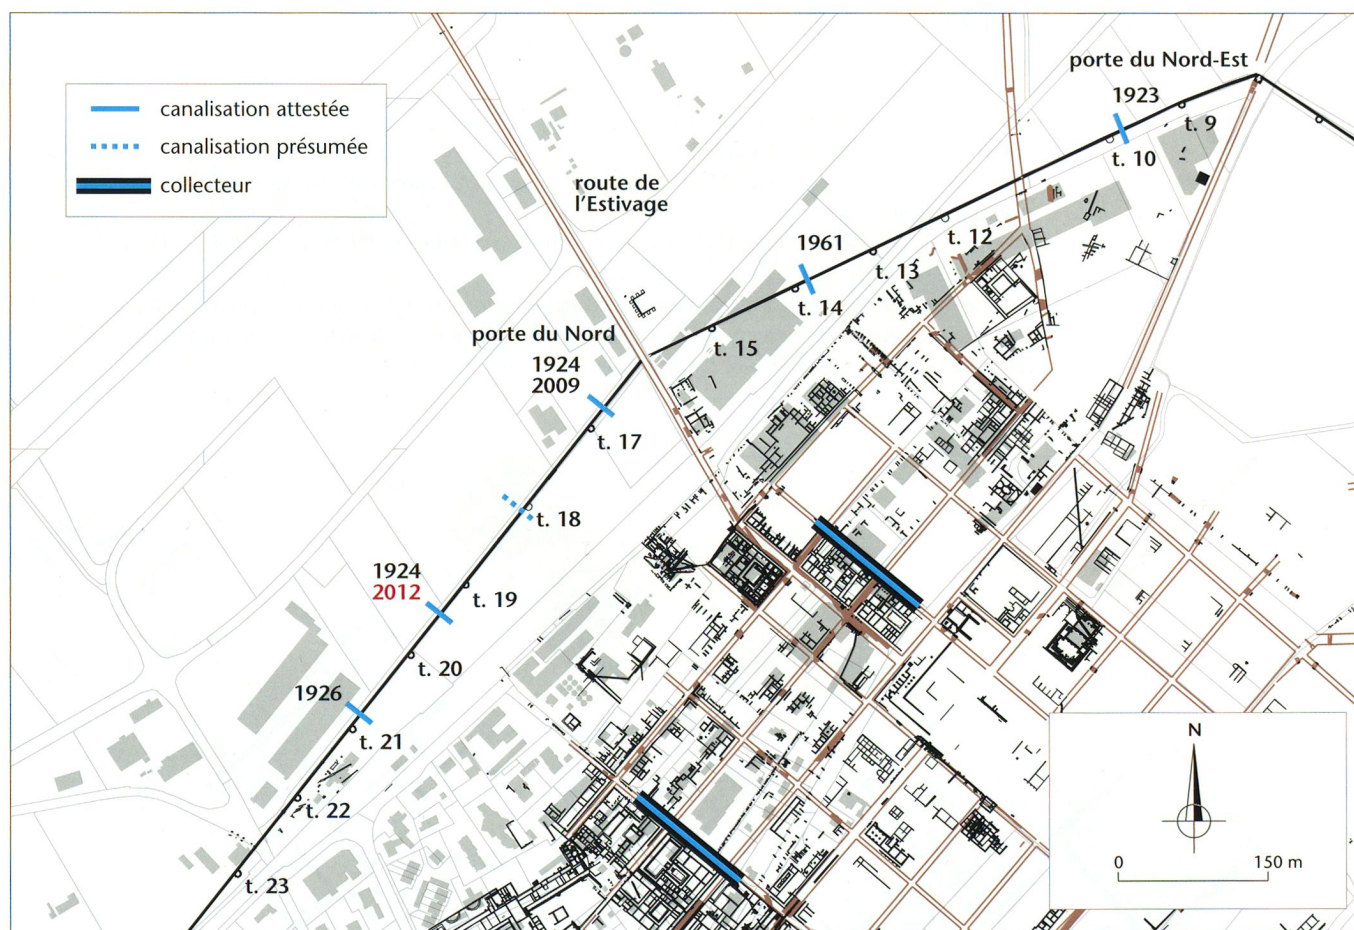 canalisation attestée
canalisation présumée
collecteur
porte du Nord-Est
1923
t. 9
t. 10
route de
l'Estivage
1961
t. 12
t. 13
t. 14
t. 15
porte du Nord
1924
2009
t. 17
t. 18
1924
2012
t. 19
t. 20
1926
t. 21
t. 22
t. 23
N
0
150 m